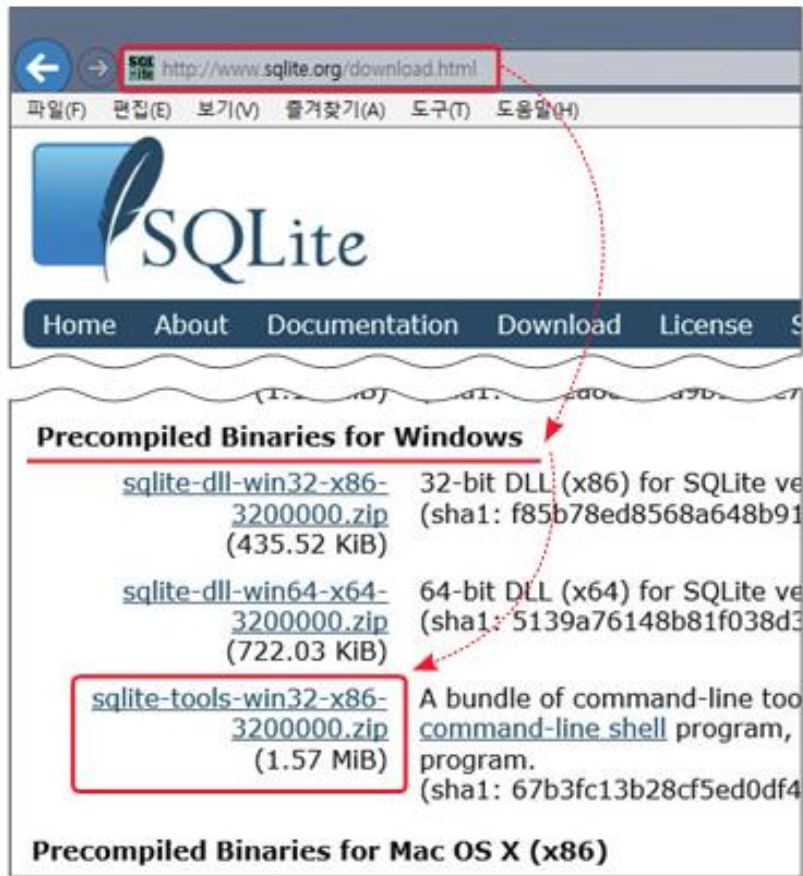 http://www.sqlite.org/download.html
파일(F) 편집(E) 보기(V) 즐겨찾기(A) 도구(T) 도움말(H)
SQLite
Home About Documentation Download License
Precompiled Binaries for Windows
sqlite-dll-win32-x86-
3200000.zip
(435.52 KiB)
32-bit DLL (x86) for SQLite ve
(sha1: f85b78ed8568a648b91
sqlite-dll-win64-x64-
3200000.zip
(722.03 KiB)
64-bit DLL (x64) for SQLite ve
(sha1: 5139a76148b81f038d3
sqlite-tools-win32-x86-
3200000.zip
(1.57 MiB)
A bundle of command-line too
command-line shell program,
program.
(sha1: 67b3fc13b28cf5ed0df4
Precompiled Binaries for Mac OS X (x86)